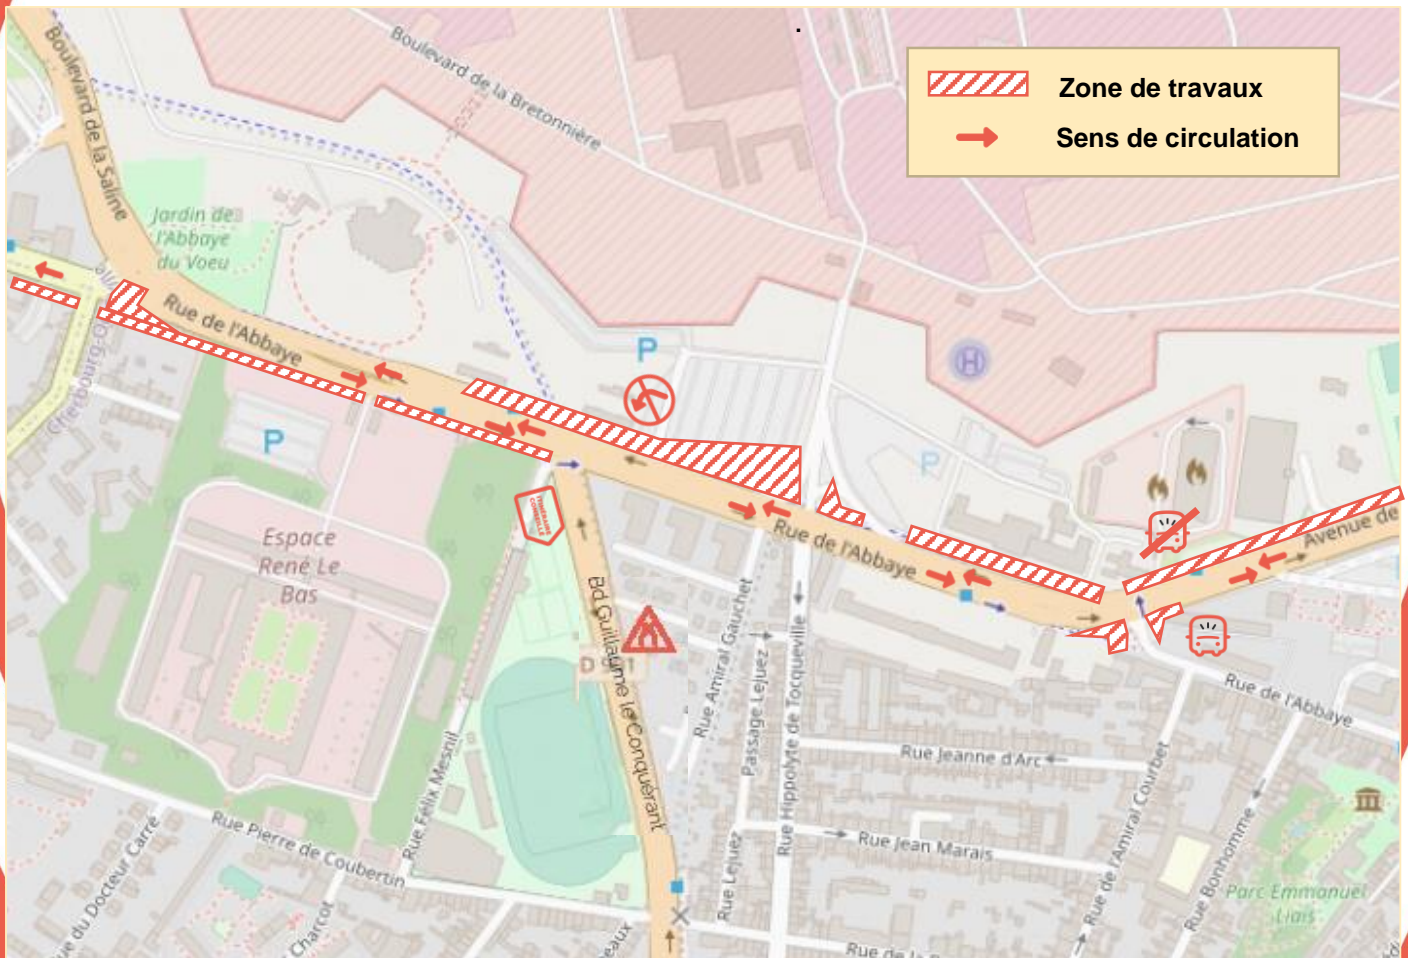 Zone de travaux
Sens de circulation
Boulevard de la Saline
Boulevard de la Bretonnière
Jardin de
l'Abbaye
du Voeu
Rue de l'Abbaye
P
P
H
P
Rue de l'Abbaye
Avenue de
Espace
René Le
Bas
Bd Guillaume le Conquérant
Rue Amiral Gauchet
Passage Lejuez
Rue Hippolyte de Tocqueville
Rue de l'Abbaye
Rue Jeanne d'Arc
Rue Félix Mesnil
Rue de l'Amiral Courbet
Rue Bonhomme
Rue Pierre de Coubertin
Rue Jean Marais
Rue Lejuez
Parc Emmanuel
Liais
ue du Docteur Carré
Charcot
eaux
Rue de la